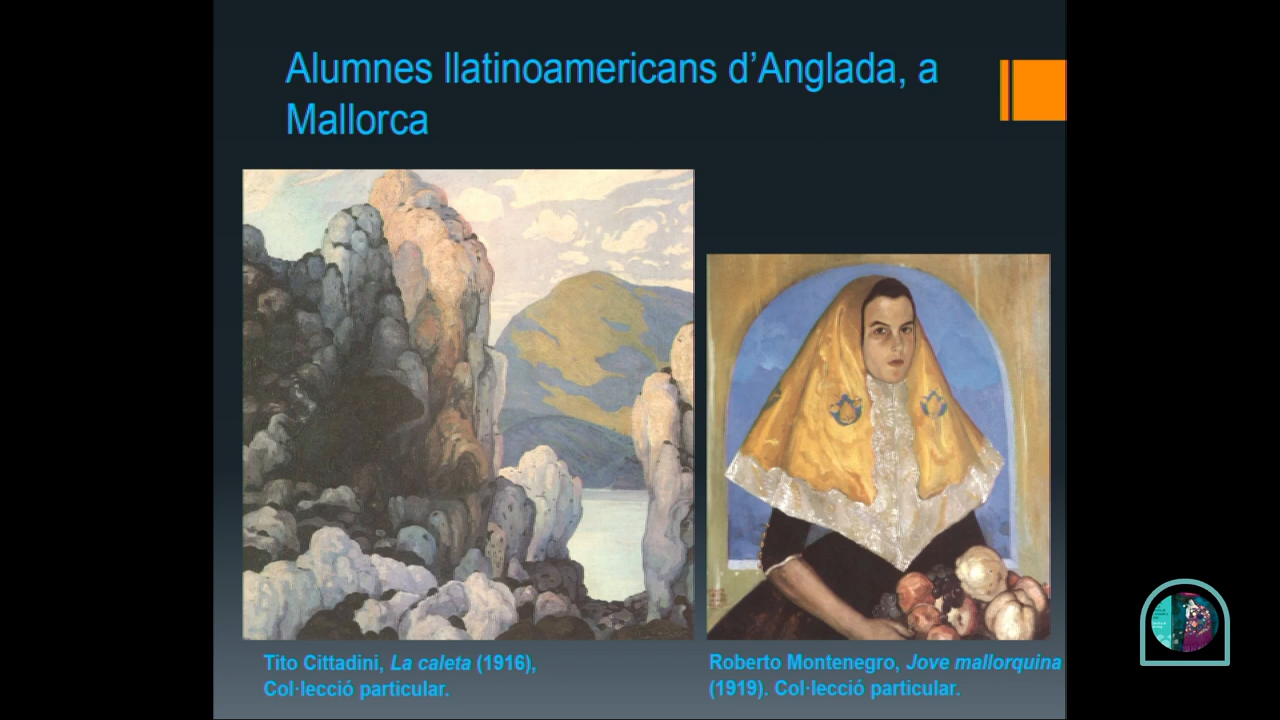 Alumnes llatinoamericans d’Anglada, a
Mallorca
Tito Cittadini, La caleta (1916),
Col·lecció particular.
Roberto Montenegro, Jove mallorquina
(1919). Col·lecció particular.